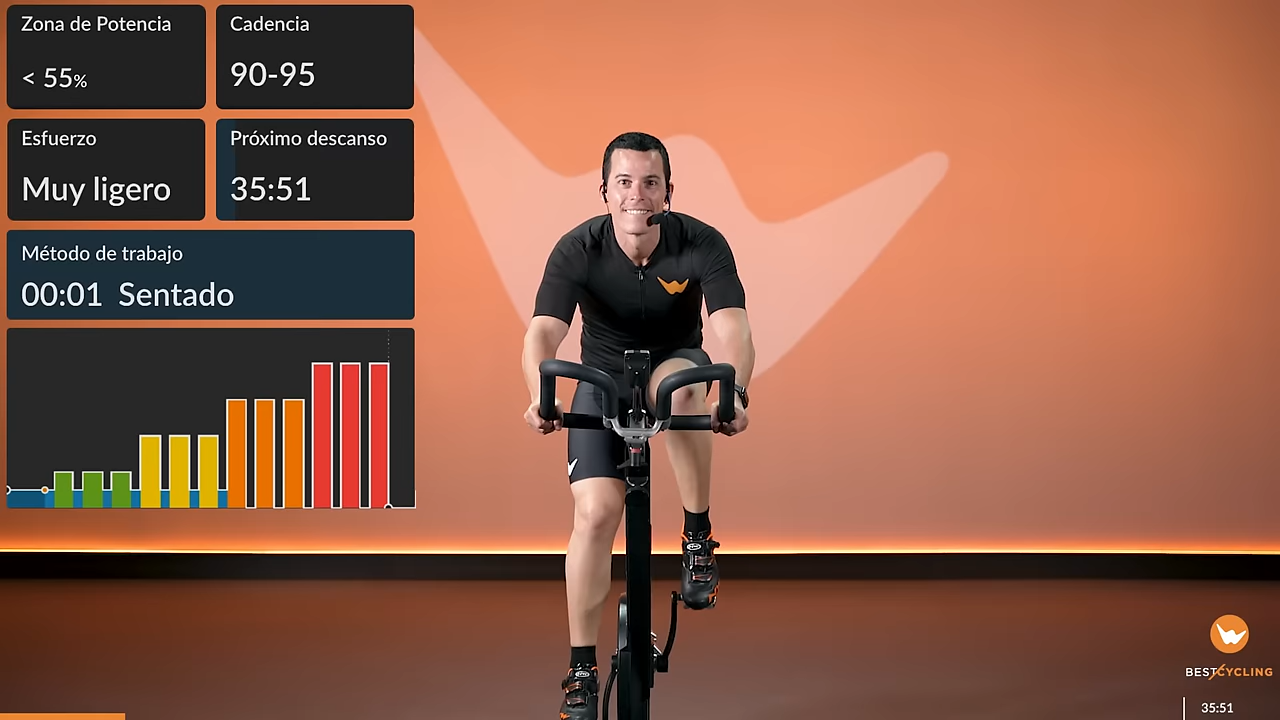 Zona de Potencia
< 55%
Cadencia
90-95
Esfuerzo
Muy ligero
Próximo descanso
35:51
Método de trabajo
00:01 Sentado
BESTCYCLING
35:51